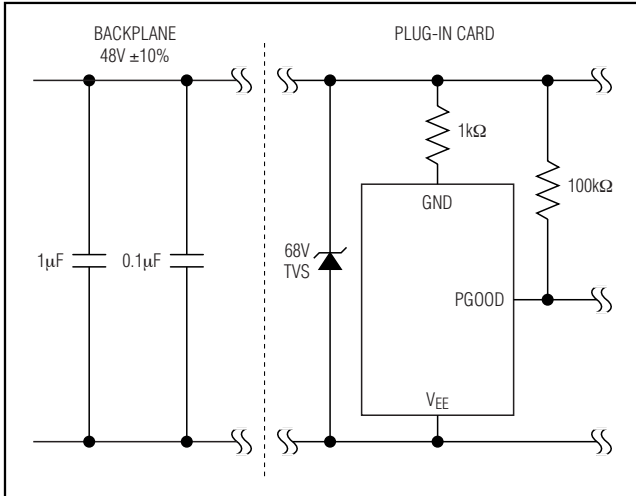 BACKPLANE
48V ±10%
PLUG-IN CARD
1kΩ
100kΩ
GND
1µF
0.1µF
68V
TVS
PGOOD
VEE